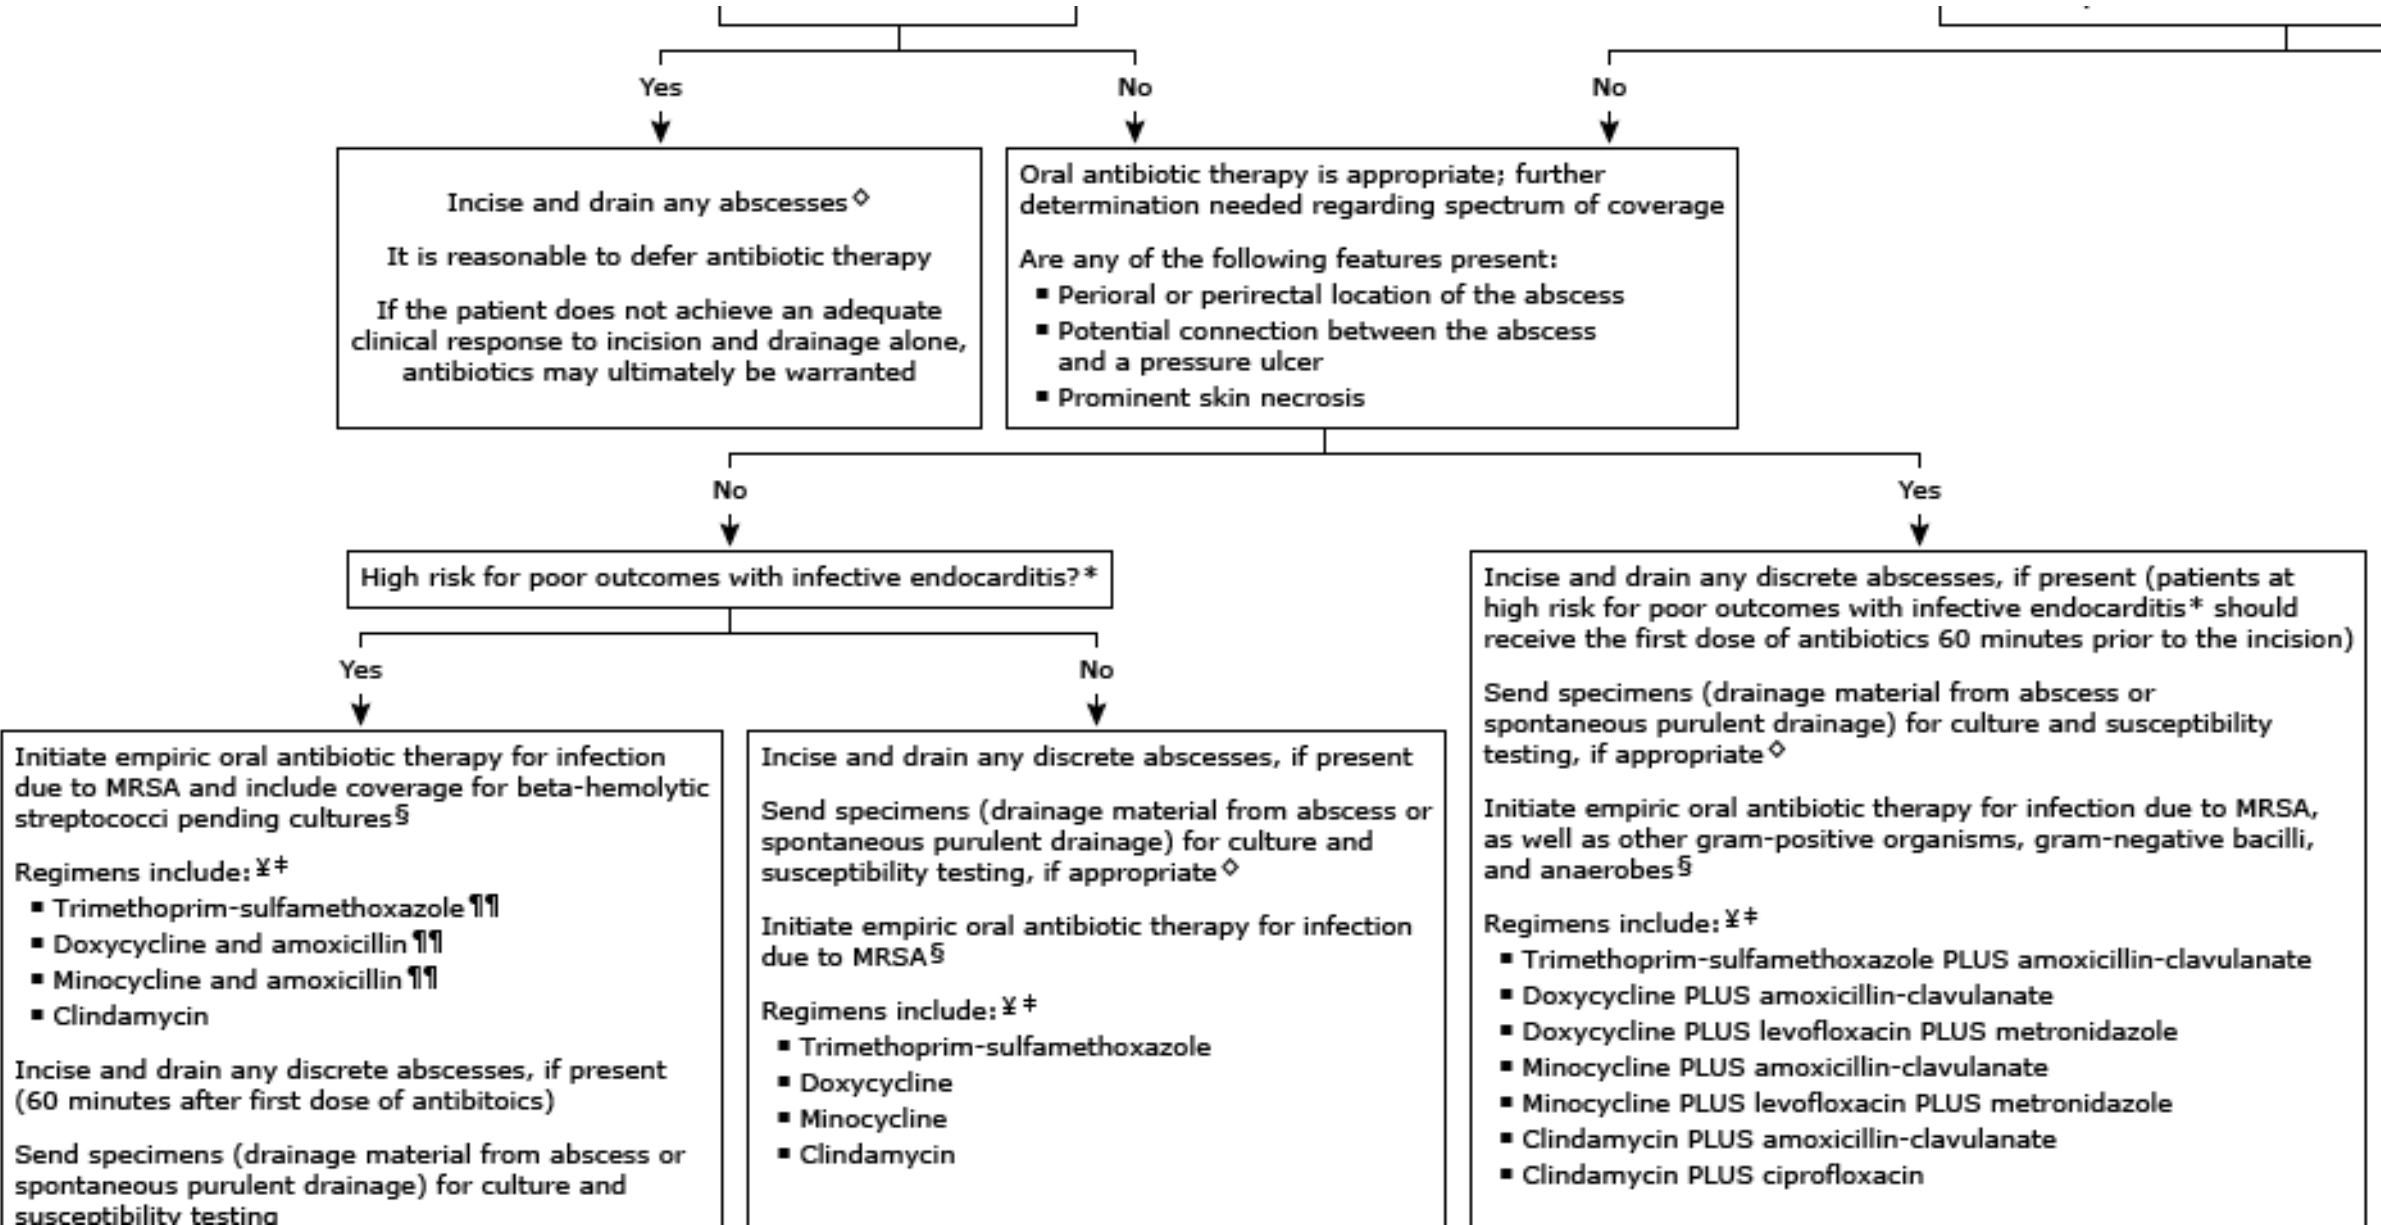 Yes
No
No
Incise and drain any abscesses◇
It is reasonable to defer antibiotic therapy
If the patient does not achieve an adequate
clinical response to incision and drainage alone,
antibiotics may ultimately be warranted
Oral antibiotic therapy is appropriate; further
determination needed regarding spectrum of coverage
Are any of the following features present:
▪ Perioral or perirectal location of the abscess
▪ Potential connection between the abscess
and a pressure ulcer
▪ Prominent skin necrosis
No
Yes
High risk for poor outcomes with infective endocarditis?*
Yes
No
Initiate empiric oral antibiotic therapy for infection
due to MRSA and include coverage for beta-hemolytic
streptococci pending cultures§
Regimens include:¥‡
▪ Trimethoprim-sulfamethoxazole¶¶
▪ Doxycycline and amoxicillin¶¶
▪ Minocycline and amoxicillin¶¶
▪ Clindamycin
Incise and drain any discrete abscesses, if present
(60 minutes after first dose of antibitoics)
Send specimens (drainage material from abscess or
spontaneous purulent drainage) for culture and
susceptibility testing
Incise and drain any discrete abscesses, if present
Send specimens (drainage material from abscess or
spontaneous purulent drainage) for culture and
susceptibility testing, if appropriate◇
Initiate empiric oral antibiotic therapy for infection
due to MRSA§
Regimens include:¥‡
▪ Trimethoprim-sulfamethoxazole
▪ Doxycycline
▪ Minocycline
▪ Clindamycin
Incise and drain any discrete abscesses, if present (patients at
high risk for poor outcomes with infective endocarditis* should
receive the first dose of antibiotics 60 minutes prior to the incision)
Send specimens (drainage material from abscess or
spontaneous purulent drainage) for culture and susceptibility
testing, if appropriate◇
Initiate empiric oral antibiotic therapy for infection due to MRSA,
as well as other gram-positive organisms, gram-negative bacilli,
and anaerobes§
Regimens include:¥‡
▪ Trimethoprim-sulfamethoxazole PLUS amoxicillin-clavulanate
▪ Doxycycline PLUS amoxicillin-clavulanate
▪ Doxycycline PLUS levofloxacin PLUS metronidazole
▪ Minocycline PLUS amoxicillin-clavulanate
▪ Minocycline PLUS levofloxacin PLUS metronidazole
▪ Clindamycin PLUS amoxicillin-clavulanate
▪ Clindamycin PLUS ciprofloxacin